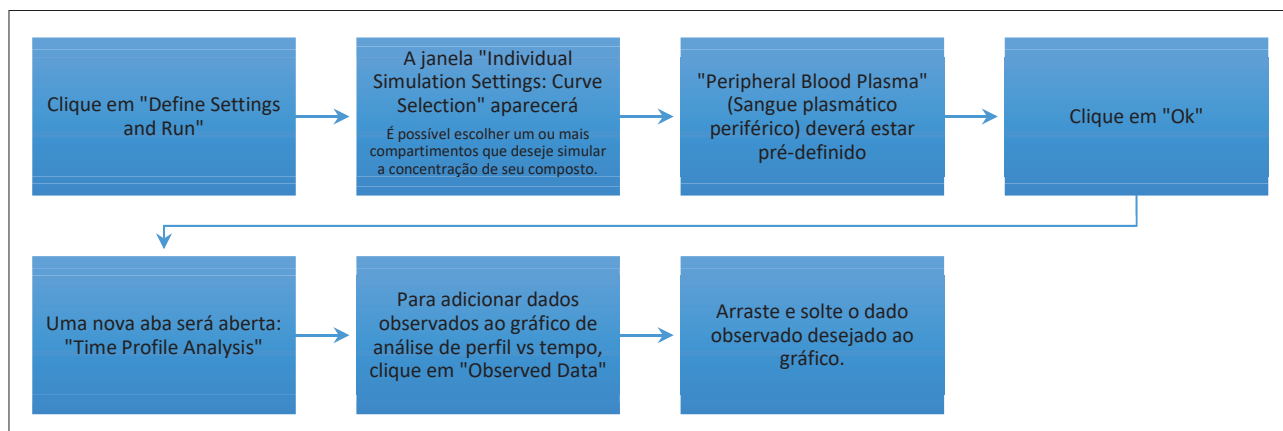 Clique em "Define Settings
and Run"
A janela "Individual
Simulation Settings: Curve
Selection" aparecerá
É possível escolher um ou mais
compartimentos que deseje simular
a concentração de seu composto.
"Peripheral Blood Plasma"
(Sangue plasmático
periférico) deverá estar
pré-definido
Clique em "Ok"
Uma nova aba será aberta:
"Time Profile Analysis"
Para adicionar dados
observados ao gráfico de
análise de perfil vs tempo,
clique em "Observed Data"
Arraste e solte o dado
observado desejado ao
gráfico.